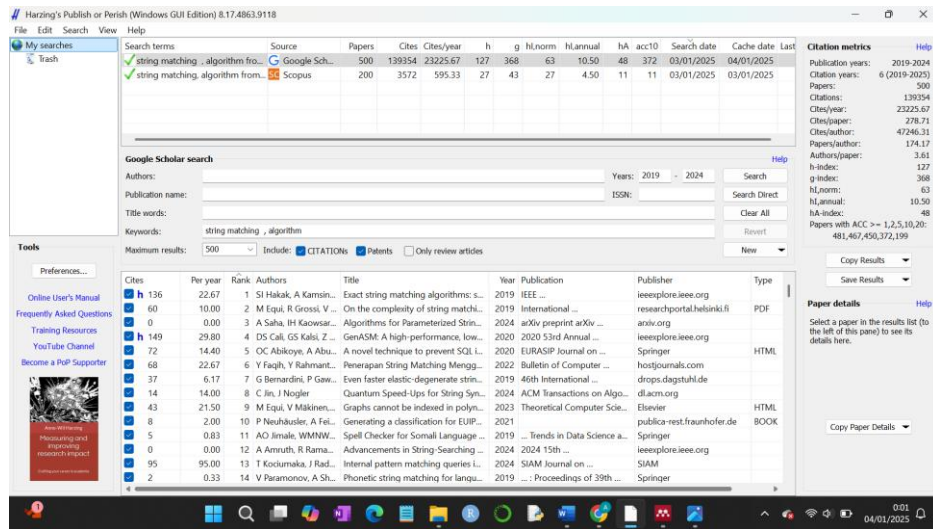 Harzing's Publish or Perish (Windows GUI Edition) 8.17.4863.9118
File Edit Search View Help
My searches
Trash
Search terms Source Papers Cites Cites/year h g hI,norm hI,annual hA acc10 Search date Cache date Last
string matching , algorithm fro... Google Sch... 500 139354 23225.67 127 368 63 10.50 48 372 03/01/2025 04/01/2025
string matching, algorithm from... Scopus 200 3572 595.33 27 43 27 4.50 11 11 03/01/2025 03/01/2025
Google Scholar search Help
Authors: Years: 2019 - 2024 Search
Publication name: ISSN: Search Direct
Title words: Clear All
Keywords: string matching , algorithm Revert
Maximum results: 500 Include: CITATIONs Patents Only review articles New
Tools
Preferences...
Online User's Manual
Frequently Asked Questions
Training Resources
YouTube Channel
Become a PoP Supporter
Anne-Wil Harzing
Measuring and
improving
research impact
Cites Per year Rank Authors Title Year Publication Publisher Type
h 136 22.67 1 SI Hakak, A Kamsin... Exact string matching algorithms: s... 2019 IEEE ... ieeexplore.ieee.org
60 10.00 2 M Equi, R Grossi, V ... On the complexity of string matchi... 2019 International ... researchportal.helsinki.fi PDF
0 0.00 3 A Saha, IH Kaowsar... Algorithms for Parameterized Strin... 2024 arXiv preprint arXiv ... arxiv.org
h 149 29.80 4 DS Cali, GS Kalsi, Z ... GenASM: A high-performance, low... 2020 2020 53rd Annual ... ieeexplore.ieee.org
72 14.40 5 OC Abikoye, A Abu... A novel technique to prevent SQL i... 2020 EURASIP Journal on ... Springer HTML
68 22.67 6 Y Faqih, Y Rahmant... Penerapan String Matching Mengg... 2022 Bulletin of Computer ... hostjournals.com
37 6.17 7 G Bernardini, P Gaw... Even faster elastic-degenerate strin... 2019 46th International ... drops.dagstuhl.de
14 14.00 8 C Jin, J Nogler Quantum Speed-Ups for String Syn... 2024 ACM Transactions on Algo... dl.acm.org
43 21.50 9 M Equi, V Mäkinen,... Graphs cannot be indexed in polyn... 2023 Theoretical Computer Scie... Elsevier HTML
8 2.00 10 P Neuhäusler, A Fei... Generating a classification for EUIP... 2021 publica-rest.fraunhofer.de BOOK
5 0.83 11 AO Jimale, WMNW... Spell Checker for Somali Language ... 2019 ... Trends in Data Science a... Springer
0 0.00 12 A Amruth, R Rama... Advancements in String-Searching ... 2024 2024 15th ... ieeexplore.ieee.org
95 95.00 13 T Kociumaka, J Rad... Internal pattern matching queries i... 2024 SIAM Journal on ... SIAM
2 0.33 14 V Paramonov, A Sh... Phonetic string matching for langu... 2019 ... : Proceedings of 39th ... Springer
Citation metrics Help
Publication years: 2019-2024
Citation years: 6 (2019-2025)
Papers: 500
Citations: 139354
Cites/year: 23225.67
Cites/paper: 278.71
Cites/author: 47246.31
Papers/author: 174.17
Authors/paper: 3.61
h-index: 127
g-index: 368
hI,norm: 63
hI,annual: 10.50
hA-index: 48
Papers with ACC >= 1,2,5,10,20:
481,467,450,372,199
Copy Results
Save Results
Paper details Help
Select a paper in the results list (to
the left of this pane) to see its
details here.
Copy Paper Details
1
0:01
04/01/2025